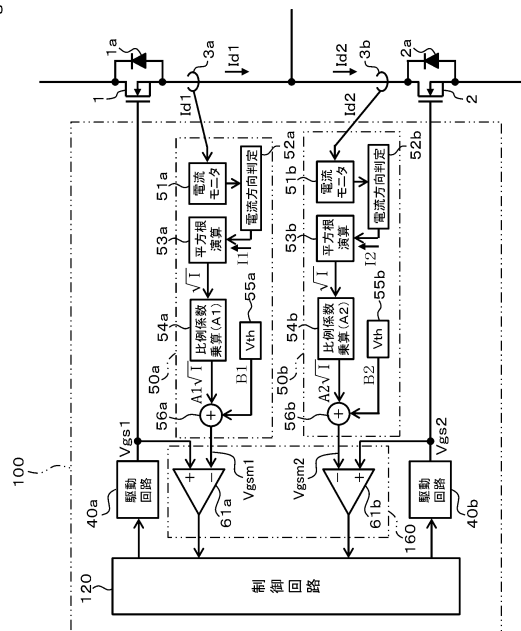 100
120
制御回路
40a
駆動
回路
Vgs1
50a
56a
+
54a
比例係数
乗算(A1)
A1√I
√I
53a
平方根
演算
51a
電流
モニタ
52a
電流方向判定
I1
55a
Vth
B1
Vgsm1
+
−
61a
Id1
3a
Id1
1
1a
160
−
+
61b
Vgsm2
50b
56b
+
54b
比例係数
乗算(A2)
A2√I
√I
53b
平方根
演算
51b
電流
モニタ
52b
電流方向判定
I2
55b
Vth
B2
Id2
3b
Id2
2a
2
Vgs2
40b
駆動
回路